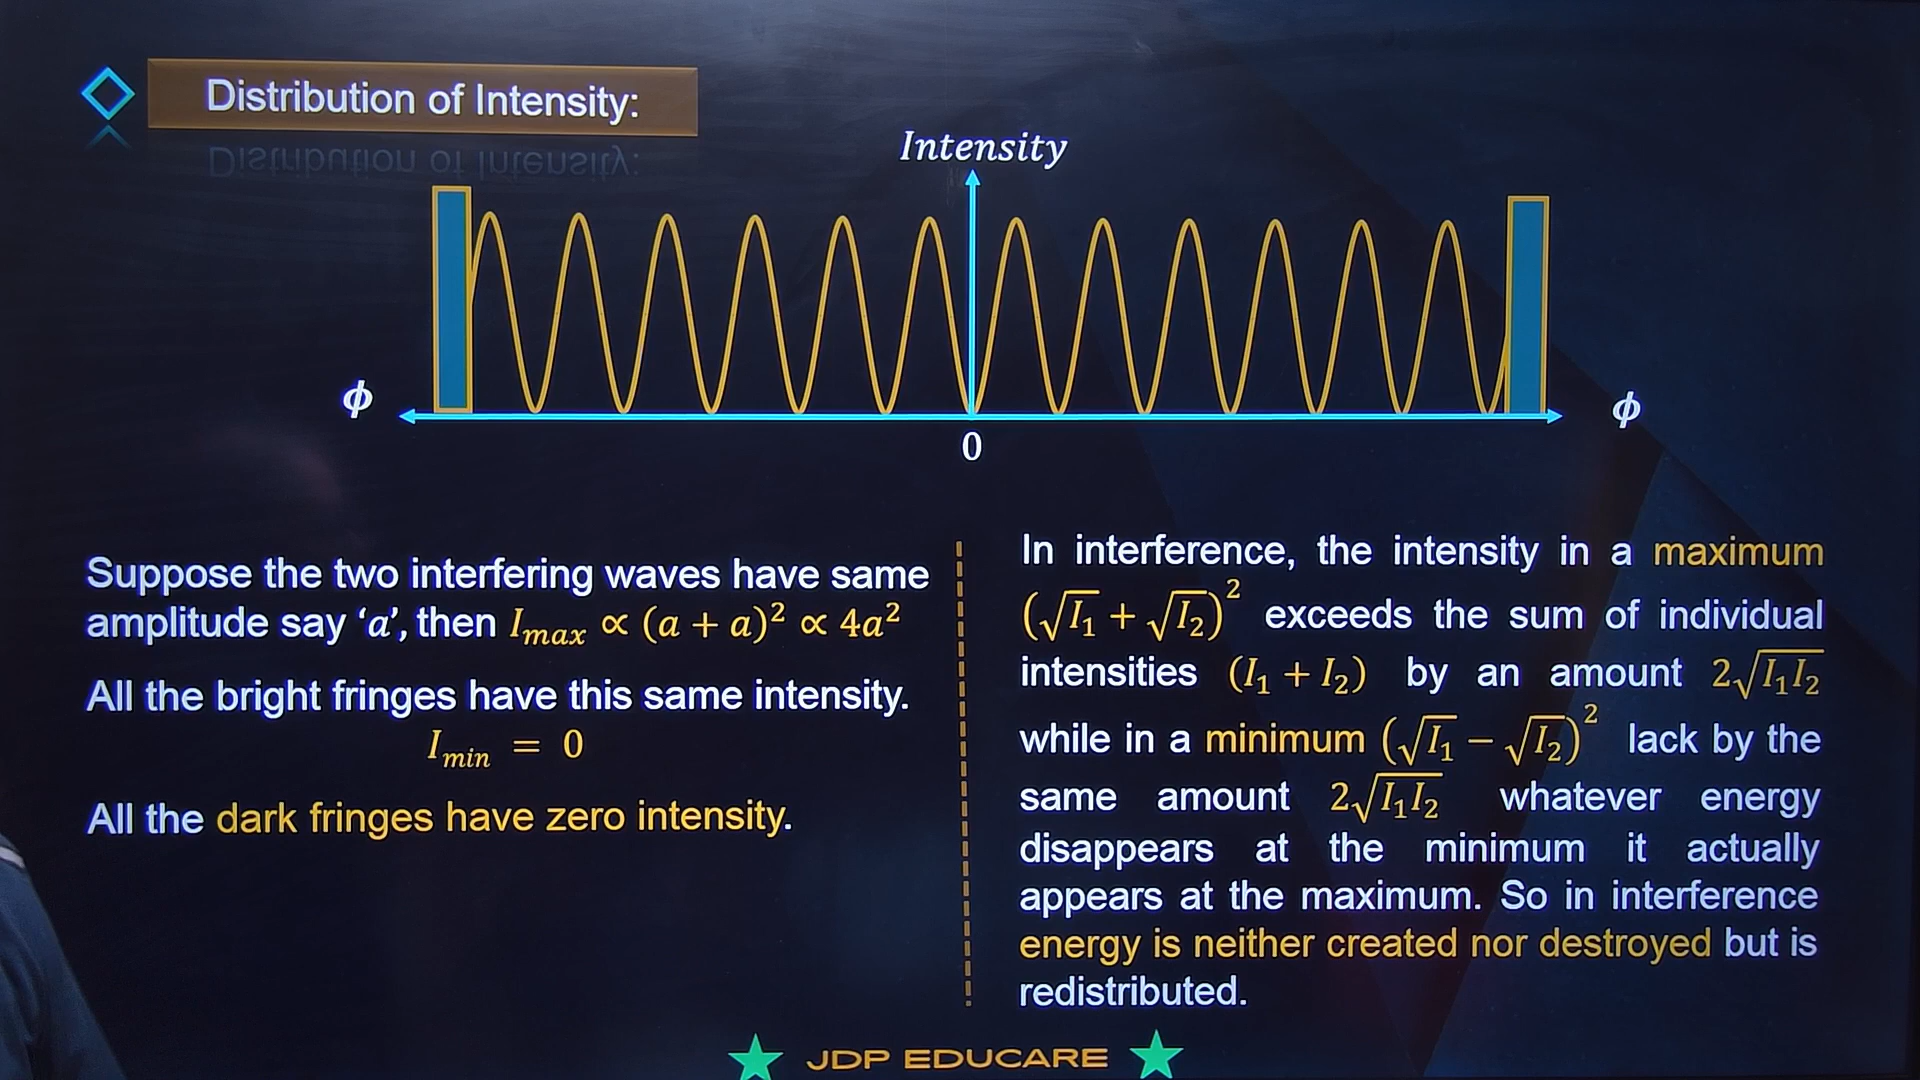 Distribution of Intensity:
Intensity
ϕ
ϕ
0
Suppose the two interfering waves have same
amplitude say ‘a’, then I_max ∝ (a + a)² ∝ 4a²
All the bright fringes have this same intensity.
I_min = 0
All the dark fringes have zero intensity.
In interference, the intensity in a maximum
(√I₁ + √I₂)² exceeds the sum of individual
intensities (I₁ + I₂) by an amount 2√I₁I₂
while in a minimum (√I₁ − √I₂)² lack by the
same amount 2√I₁I₂ whatever energy
disappears at the minimum it actually
appears at the maximum. So in interference
energy is neither created nor destroyed but is
redistributed.
JDP EDUCARE